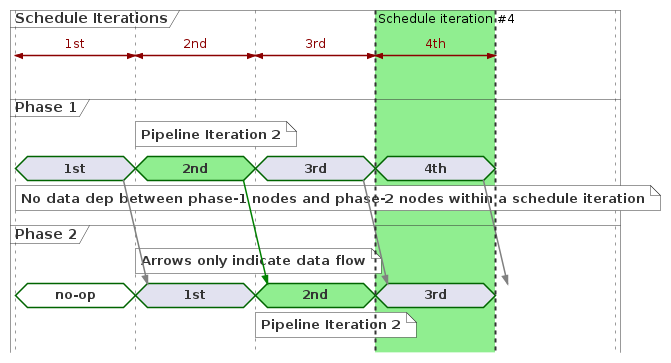 Schedule Iterations
Schedule iteration #4
1st
2nd
3rd
4th
Phase 1
Pipeline Iteration 2
1st
2nd
3rd
4th
No data dep between phase-1 nodes and phase-2 nodes within a schedule iteration
Phase 2
Arrows only indicate data flow
no-op
1st
2nd
3rd
Pipeline Iteration 2